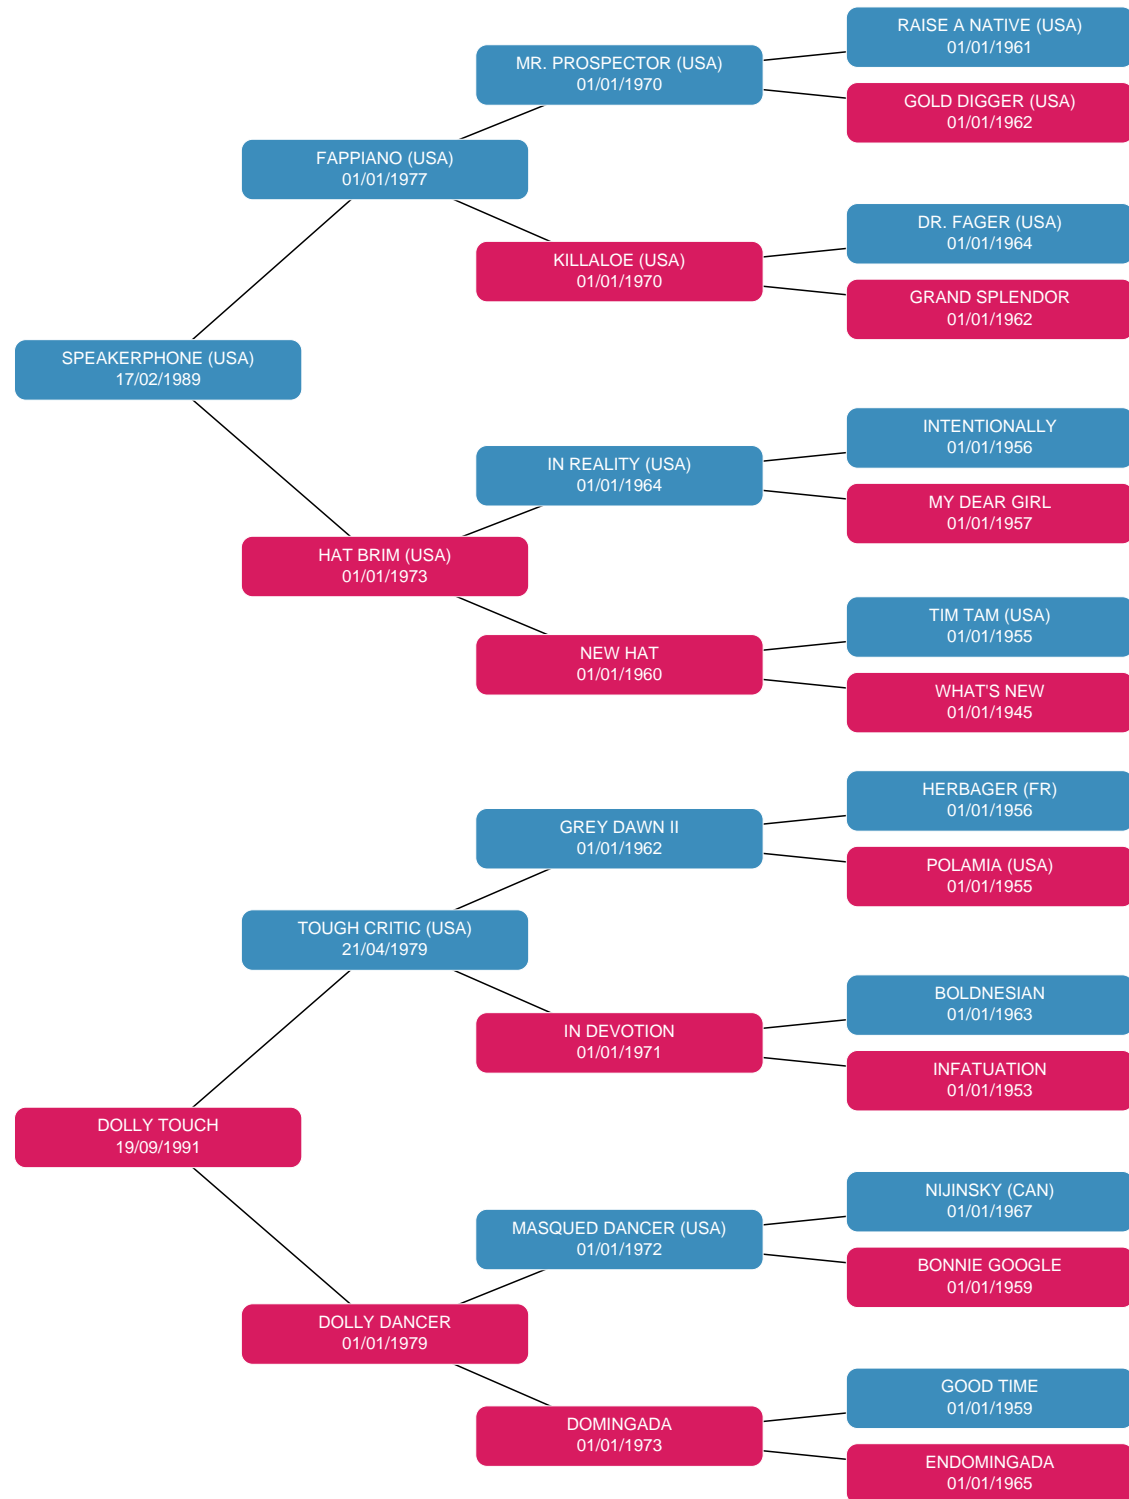 RAISE A NATIVE (USA)
01/01/1961
MR. PROSPECTOR (USA)
01/01/1970
GOLD DIGGER (USA)
01/01/1962
FAPPIANO (USA)
01/01/1977
DR. FAGER (USA)
01/01/1964
KILLALOE (USA)
01/01/1970
GRAND SPLENDOR
01/01/1962
SPEAKERPHONE (USA)
17/02/1989
INTENTIONALLY
01/01/1956
IN REALITY (USA)
01/01/1964
MY DEAR GIRL
01/01/1957
HAT BRIM (USA)
01/01/1973
TIM TAM (USA)
01/01/1955
NEW HAT
01/01/1960
WHAT'S NEW
01/01/1945
HERBAGER (FR)
01/01/1956
GREY DAWN II
01/01/1962
POLAMIA (USA)
01/01/1955
TOUGH CRITIC (USA)
21/04/1979
BOLDNESIAN
01/01/1963
IN DEVOTION
01/01/1971
INFATUATION
01/01/1953
DOLLY TOUCH
19/09/1991
NIJINSKY (CAN)
01/01/1967
MASQUED DANCER (USA)
01/01/1972
BONNIE GOOGLE
01/01/1959
DOLLY DANCER
01/01/1979
GOOD TIME
01/01/1959
DOMINGADA
01/01/1973
ENDOMINGADA
01/01/1965